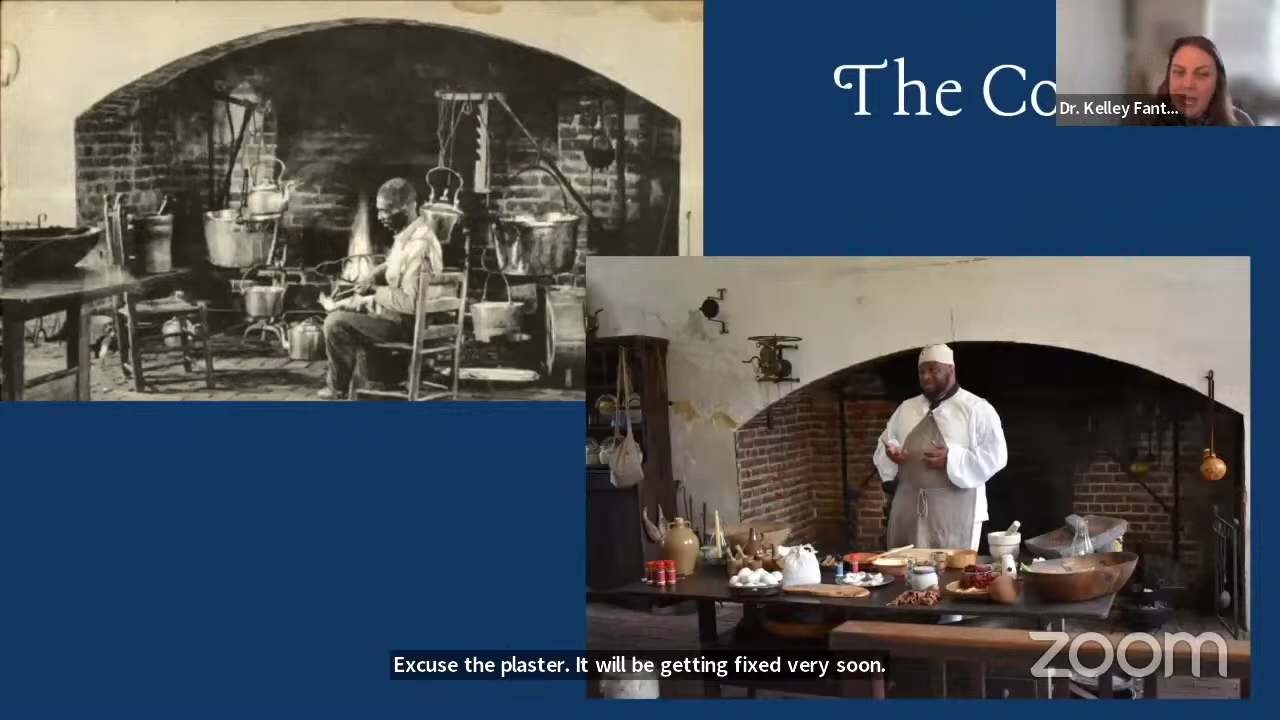 The Co
Dr. Kelley Fant...
Excuse the plaster. It will be getting fixed very soon.
zoom